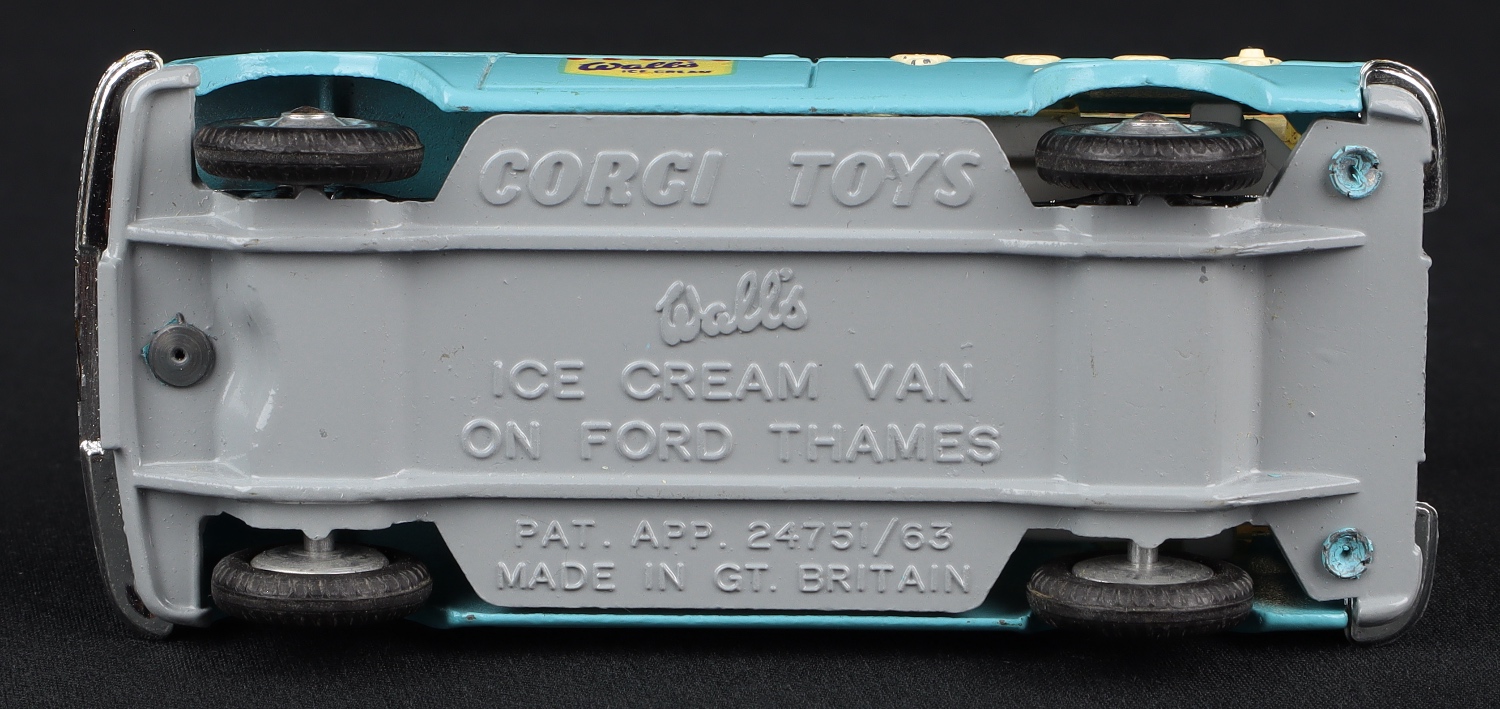 Wall's
ICE CREAM
CORGI TOYS
Wall's
ICE CREAM VAN
ON FORD THAMES
PAT. APP. 24751/63
MADE IN GT. BRITAIN